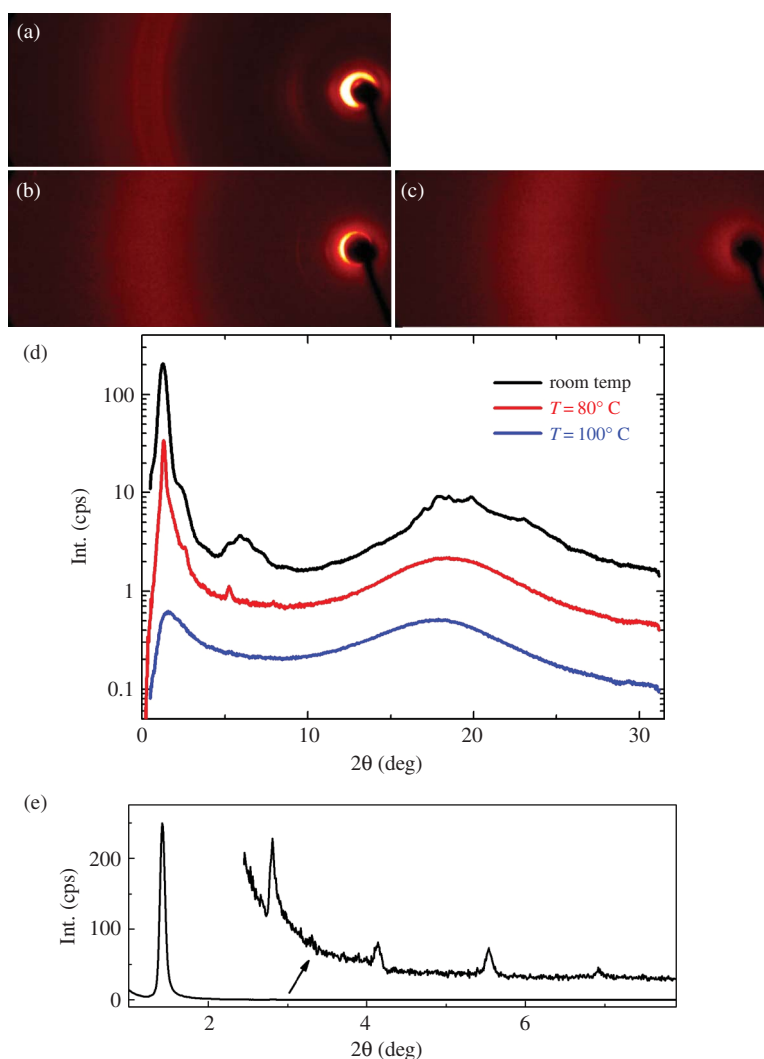 (a)
(b)
(c)
(d)
100
10
1
0.1
Int. (cps)
room temp
T = 80° C
T = 100° C
0
10
20
30
2θ (deg)
(e)
200
100
0
Int. (cps)
2
4
6
2θ (deg)